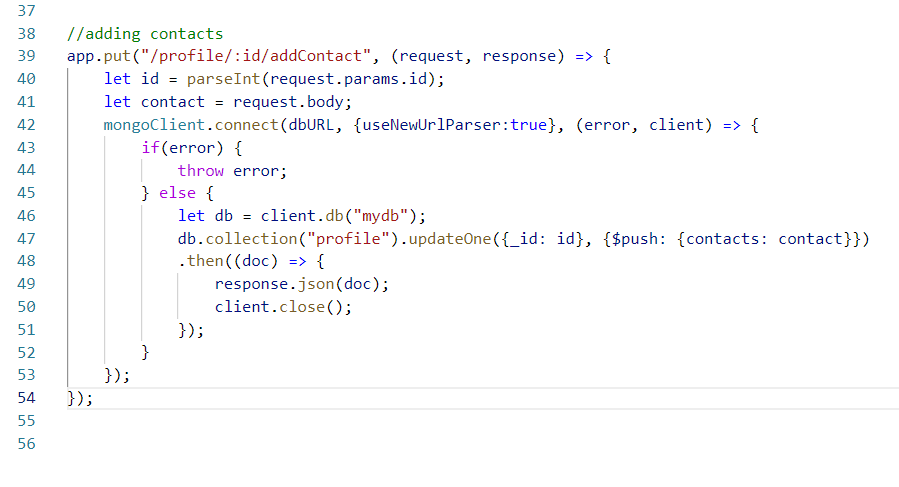 37
38 //adding contacts
39 app.put("/profile/:id/addContact", (request, response) => {
40     let id = parseInt(request.params.id);
41     let contact = request.body;
42     mongoClient.connect(dbURL, {useNewUrlParser:true}, (error, client) => {
43         if(error) {
44             throw error;
45         } else {
46             let db = client.db("mydb");
47             db.collection("profile").updateOne({_id: id}, {$push: {contacts: contact}})
48             .then((doc) => {
49                 response.json(doc);
50                 client.close();
51             });
52         }
53     });
54 });
55
56